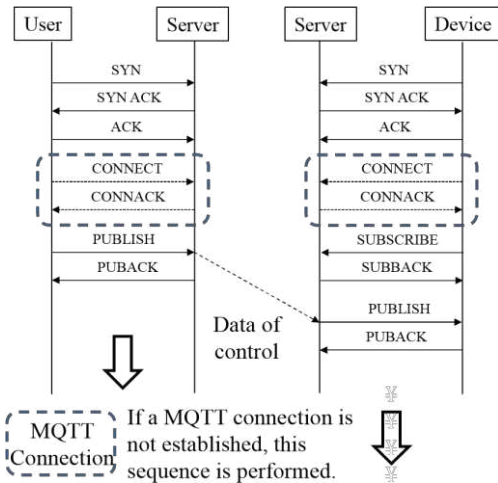 User
Server
Server
Device
SYN
SYN ACK
ACK
CONNECT
CONNACK
PUBLISH
PUBACK
SYN
SYN ACK
ACK
CONNECT
CONNACK
SUBSCRIBE
SUBBACK
PUBLISH
PUBACK
Data of
control
MQTT
Connection
If a MQTT connection is
not established, this
sequence is performed.